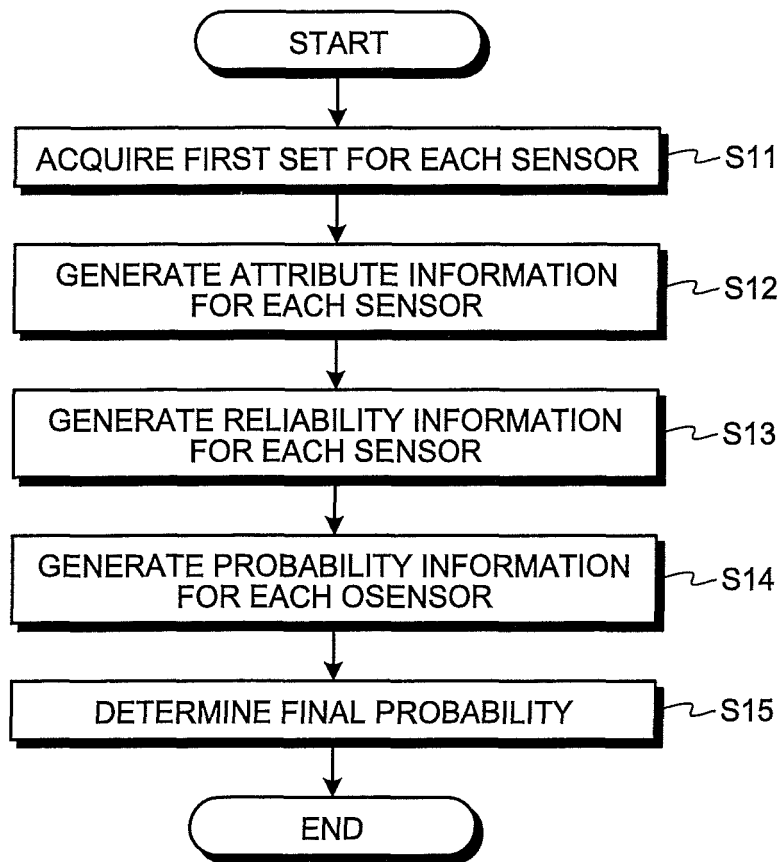 START
ACQUIRE FIRST SET FOR EACH SENSOR
S11
GENERATE ATTRIBUTE INFORMATION
FOR EACH SENSOR
S12
GENERATE RELIABILITY INFORMATION
FOR EACH SENSOR
S13
GENERATE PROBABILITY INFORMATION
FOR EACH OSENSOR
S14
DETERMINE FINAL PROBABILITY
S15
END